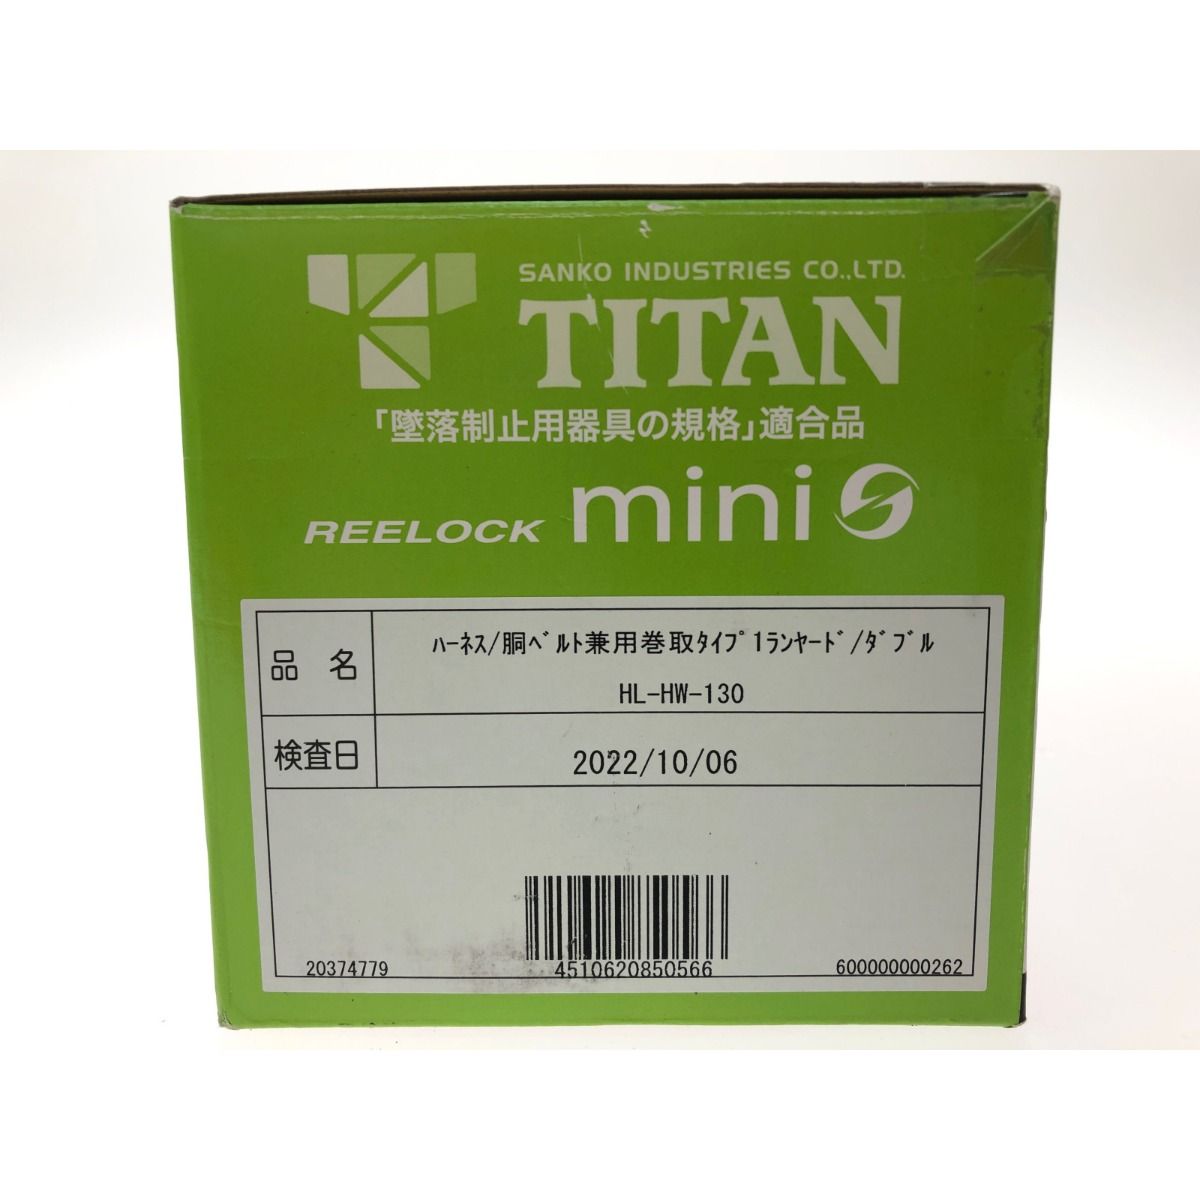 SANKO INDUSTRIES CO.,LTD.
TITAN
「墜落制止用器具の規格」適合品
REELOCK mini S
品 名 ﾊｰﾈｽ/胴ﾍﾞﾙﾄ兼用巻取ﾀｲﾌﾟ1ﾗﾝﾔｰﾄﾞ/ﾀﾞﾌﾞﾙ
HL-HW-130
検査日 2022/10/06
20374779 4510620850566 600000000262